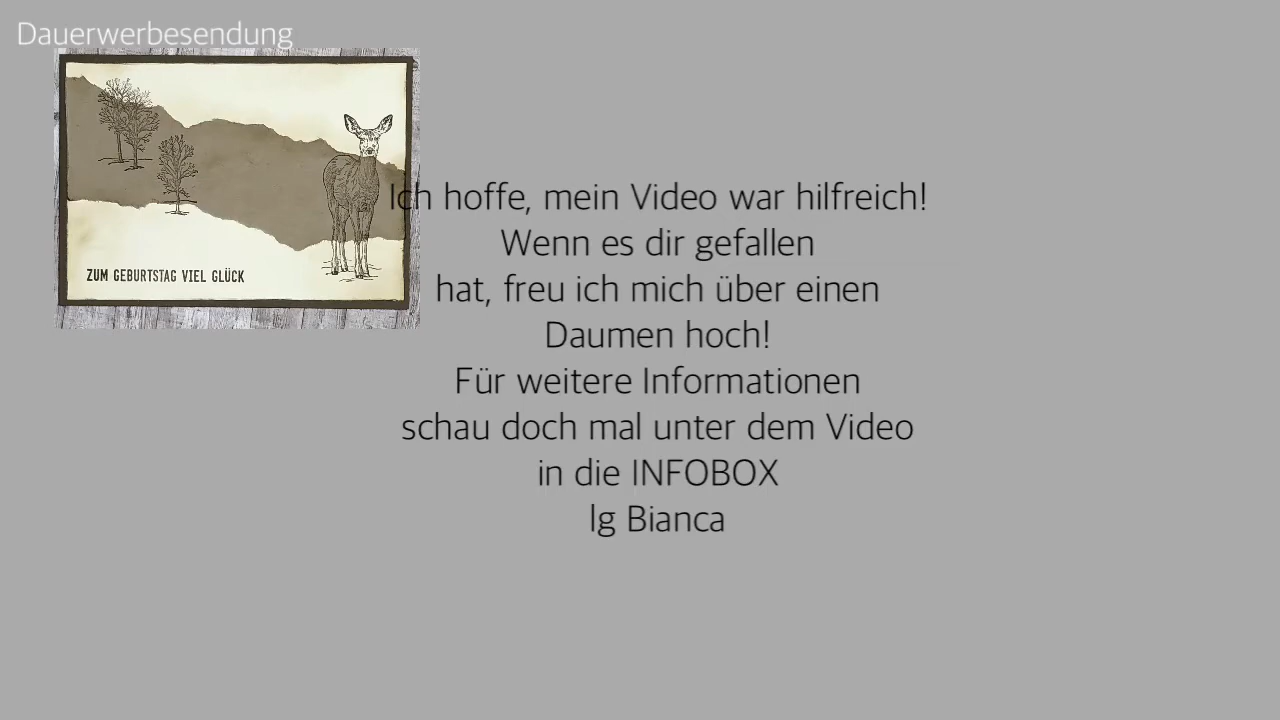 Dauerwerbesendung
ZUM GEBURTSTAG VIEL GLÜCK
Ich hoffe, mein Video war hilfreich!
Wenn es dir gefallen
hat, freu ich mich über einen
Daumen hoch!
Für weitere Informationen
schau doch mal unter dem Video
in die INFOBOX
lg Bianca